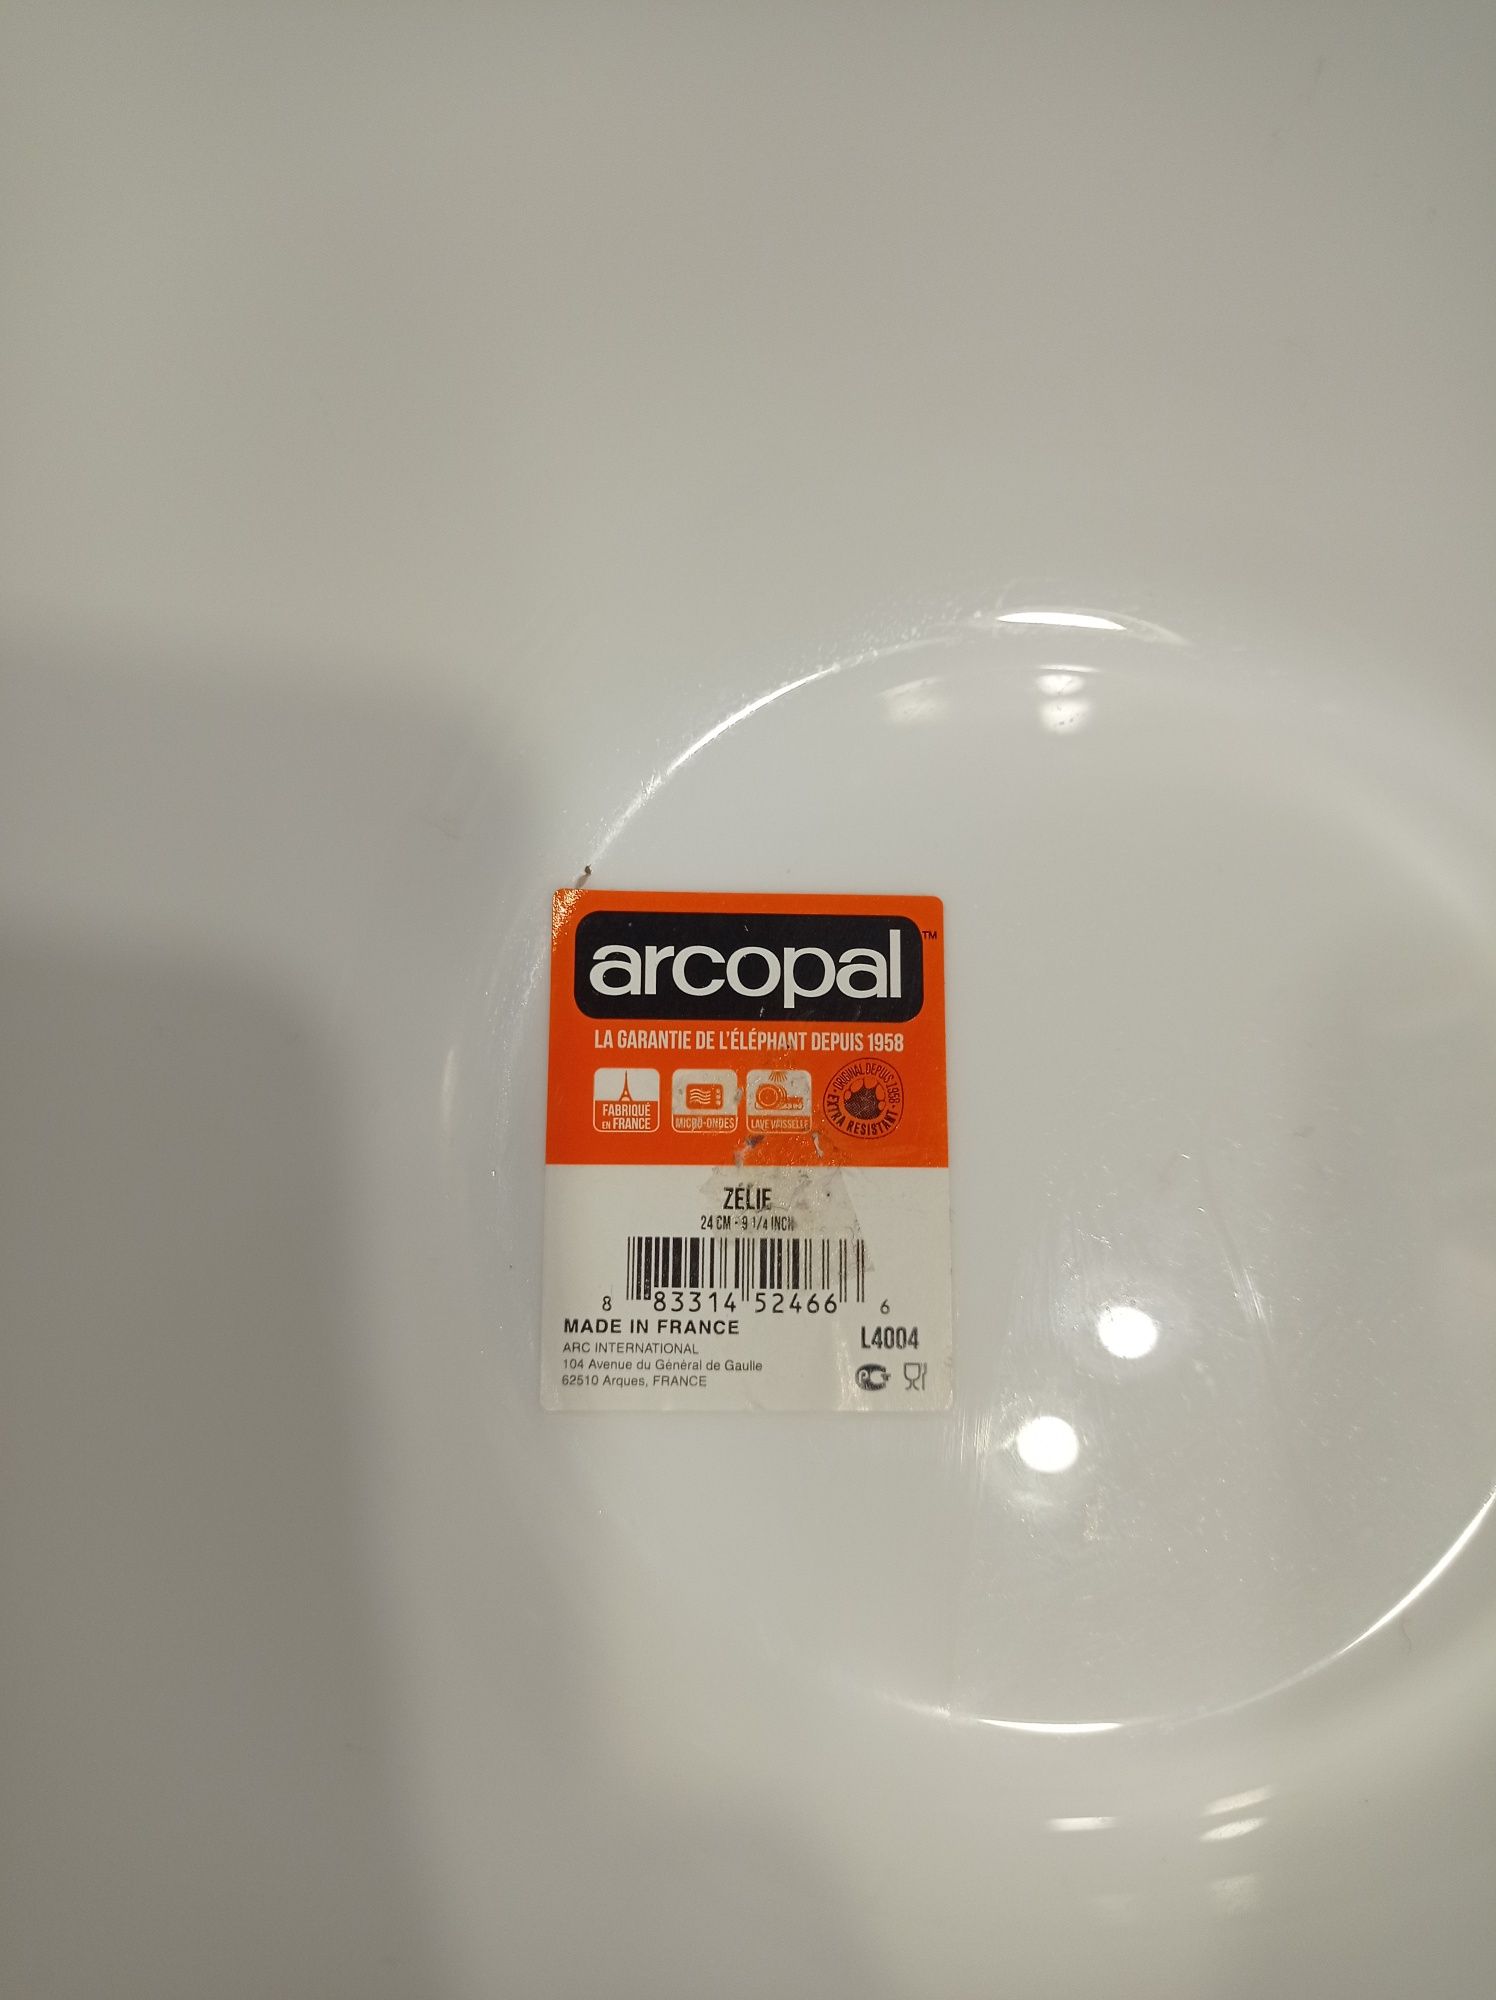 arcopal™
LA GARANTIE DE L'ÉLÉPHANT DEPUIS 1958
FABRIQUÉ
EN FRANCE
MICRO-ONDES
LAVE VAISSELLE
ORIGINAL DEPUIS 1958
EXTRA RESISTANT
ZÉLIE
24 CM - 9 1/4 INCH
8 83314 52466 6
MADE IN FRANCE
L4004
ARC INTERNATIONAL
104 Avenue du Général de Gaulle
62510 Arques, FRANCE